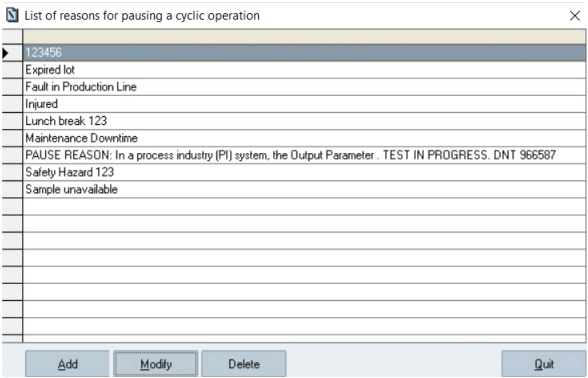 List of reasons for pausing a cyclic operation
123456
Expired lot
Fault in Production Line
Injured
Lunch break 123
Maintenance Downtime
PAUSE REASON: In a process industry (PI) system, the Output Parameter . TEST IN PROGRESS. DNT 966587
Safety Hazard 123
Sample unavailable
Add Modify Delete Quit